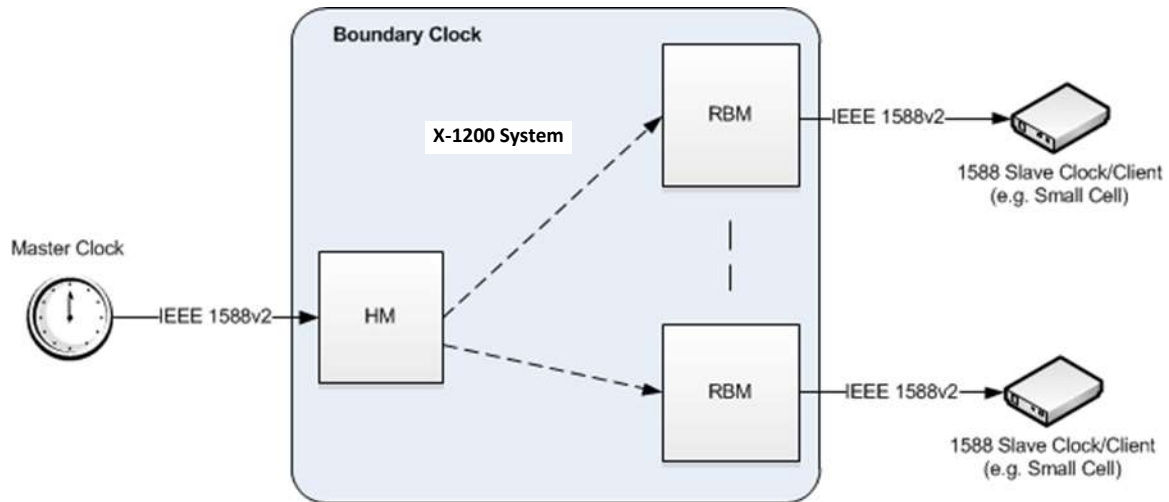 Boundary Clock
RBM
IEEE 1588v2
X-1200 System
1588 Slave Clock/Client
(e.g. Small Cell)
Master Clock
IEEE 1588v2
HM
RBM
IEEE 1588v2
1588 Slave Clock/Client
(e.g. Small Cell)